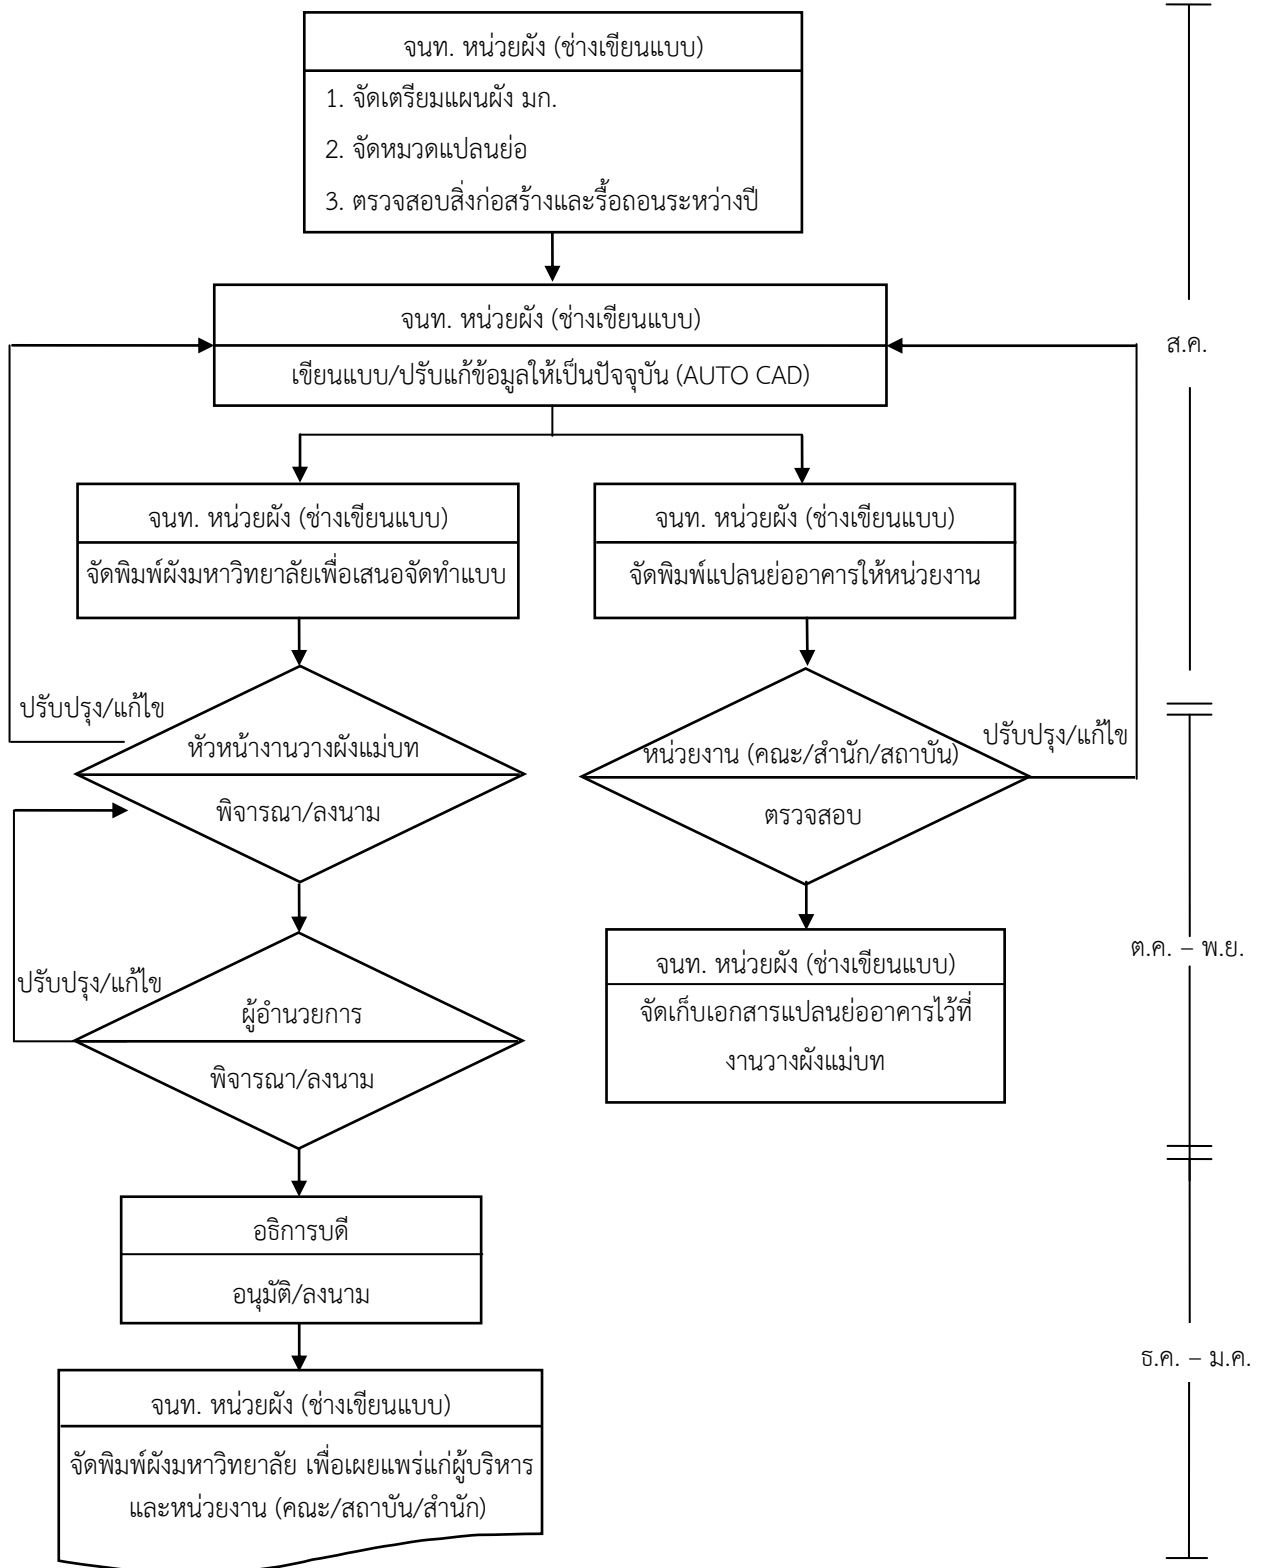 จนท. หน่วยผัง (ช่างเขียนแบบ)
1. จัดเตรียมแผนผัง มก.
2. จัดหมวดแปลนย่อ
3. ตรวจสอบสิ่งก่อสร้างและรื้อถอนระหว่างปี
จนท. หน่วยผัง (ช่างเขียนแบบ)
เขียนแบบ/ปรับแก้ข้อมูลให้เป็นปัจจุบัน (AUTO CAD)
ส.ค.
จนท. หน่วยผัง (ช่างเขียนแบบ)
จัดพิมพ์ผังมหาวิทยาลัยเพื่อเสนอจัดทำแบบ
จนท. หน่วยผัง (ช่างเขียนแบบ)
จัดพิมพ์แปลนย่ออาคารให้หน่วยงาน
ปรับปรุง/แก้ไข
หัวหน้างานวางผังแม่บท
พิจารณา/ลงนาม
หน่วยงาน (คณะ/สำนัก/สถาบัน)
ตรวจสอบ
ปรับปรุง/แก้ไข
ปรับปรุง/แก้ไข
ผู้อำนวยการ
พิจารณา/ลงนาม
จนท. หน่วยผัง (ช่างเขียนแบบ)
จัดเก็บเอกสารแปลนย่ออาคารไว้ที่
งานวางผังแม่บท
ต.ค. – พ.ย.
อธิการบดี
อนุมัติ/ลงนาม
จนท. หน่วยผัง (ช่างเขียนแบบ)
จัดพิมพ์ผังมหาวิทยาลัย เพื่อเผยแพร่แก่ผู้บริหาร
และหน่วยงาน (คณะ/สถาบัน/สำนัก)
ธ.ค. – ม.ค.